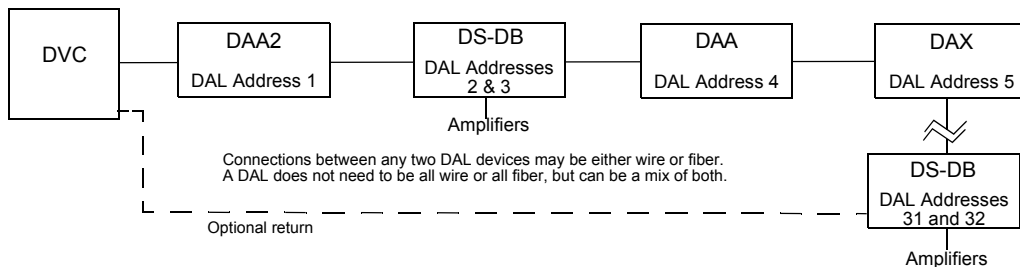 DVC
DAA2
DAL Address 1
DS-DB
DAL Addresses
2 & 3
Amplifiers
DAA
DAL Address 4
DAX
DAL Address 5
Connections between any two DAL devices may be either wire or fiber.
A DAL does not need to be all wire or all fiber, but can be a mix of both.
DS-DB
DAL Addresses
31 and 32
Optional return
Amplifiers